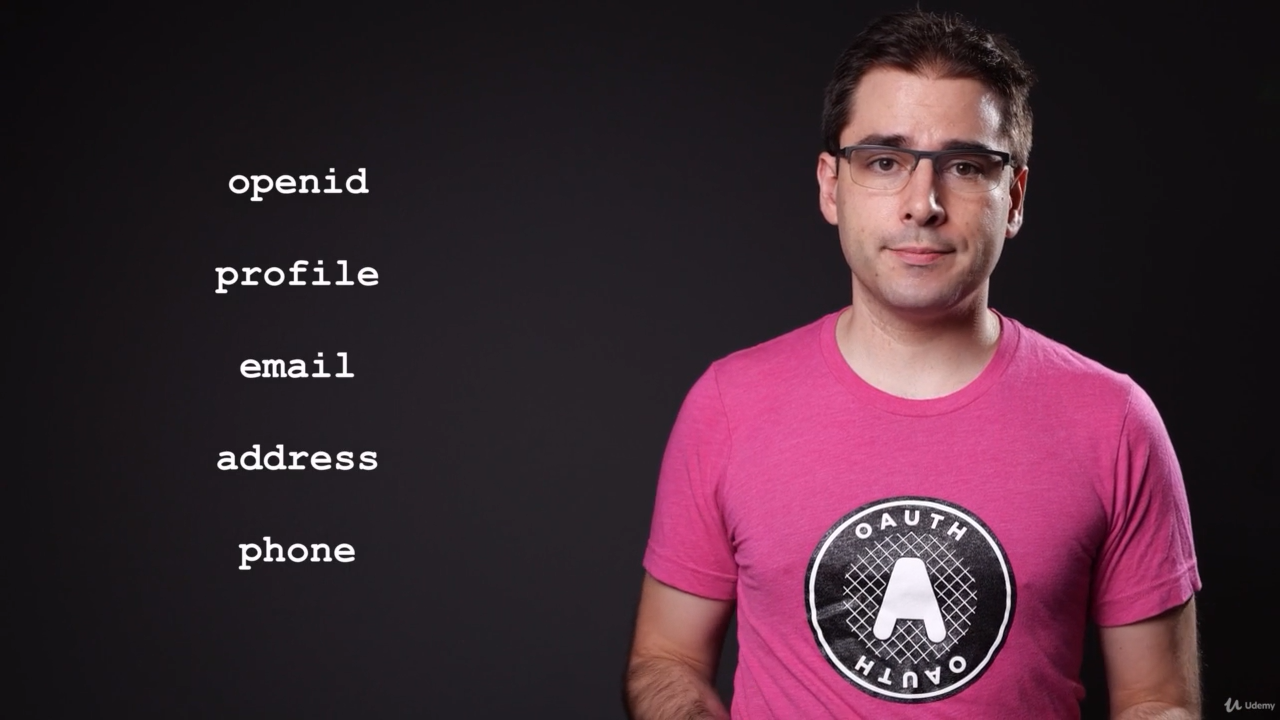 openid
profile
email
address
phone
OAUTH
A
OAUTH
Udemy